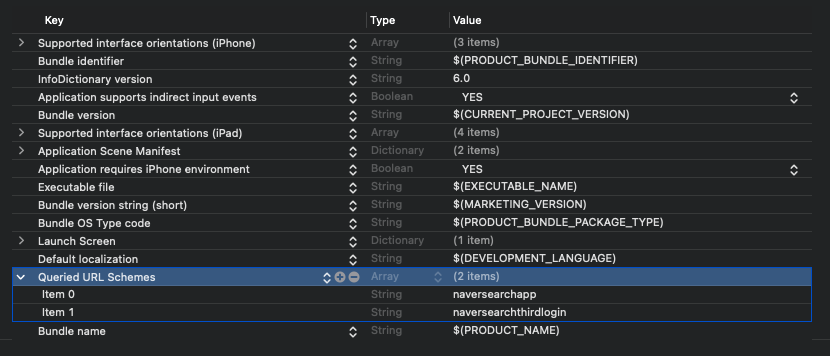 Key Type Value
Supported interface orientations (iPhone) Array (3 items)
Bundle identifier String $(PRODUCT_BUNDLE_IDENTIFIER)
InfoDictionary version String 6.0
Application supports indirect input events Boolean YES
Bundle version String $(CURRENT_PROJECT_VERSION)
Supported interface orientations (iPad) Array (4 items)
Application Scene Manifest Dictionary (2 items)
Application requires iPhone environment Boolean YES
Executable file String $(EXECUTABLE_NAME)
Bundle version string (short) String $(MARKETING_VERSION)
Bundle OS Type code String $(PRODUCT_BUNDLE_PACKAGE_TYPE)
Launch Screen Dictionary (1 item)
Default localization String $(DEVELOPMENT_LANGUAGE)
Queried URL Schemes Array (2 items)
Item 0 String naversearchapp
Item 1 String naversearchthirdlogin
Bundle name String $(PRODUCT_NAME)